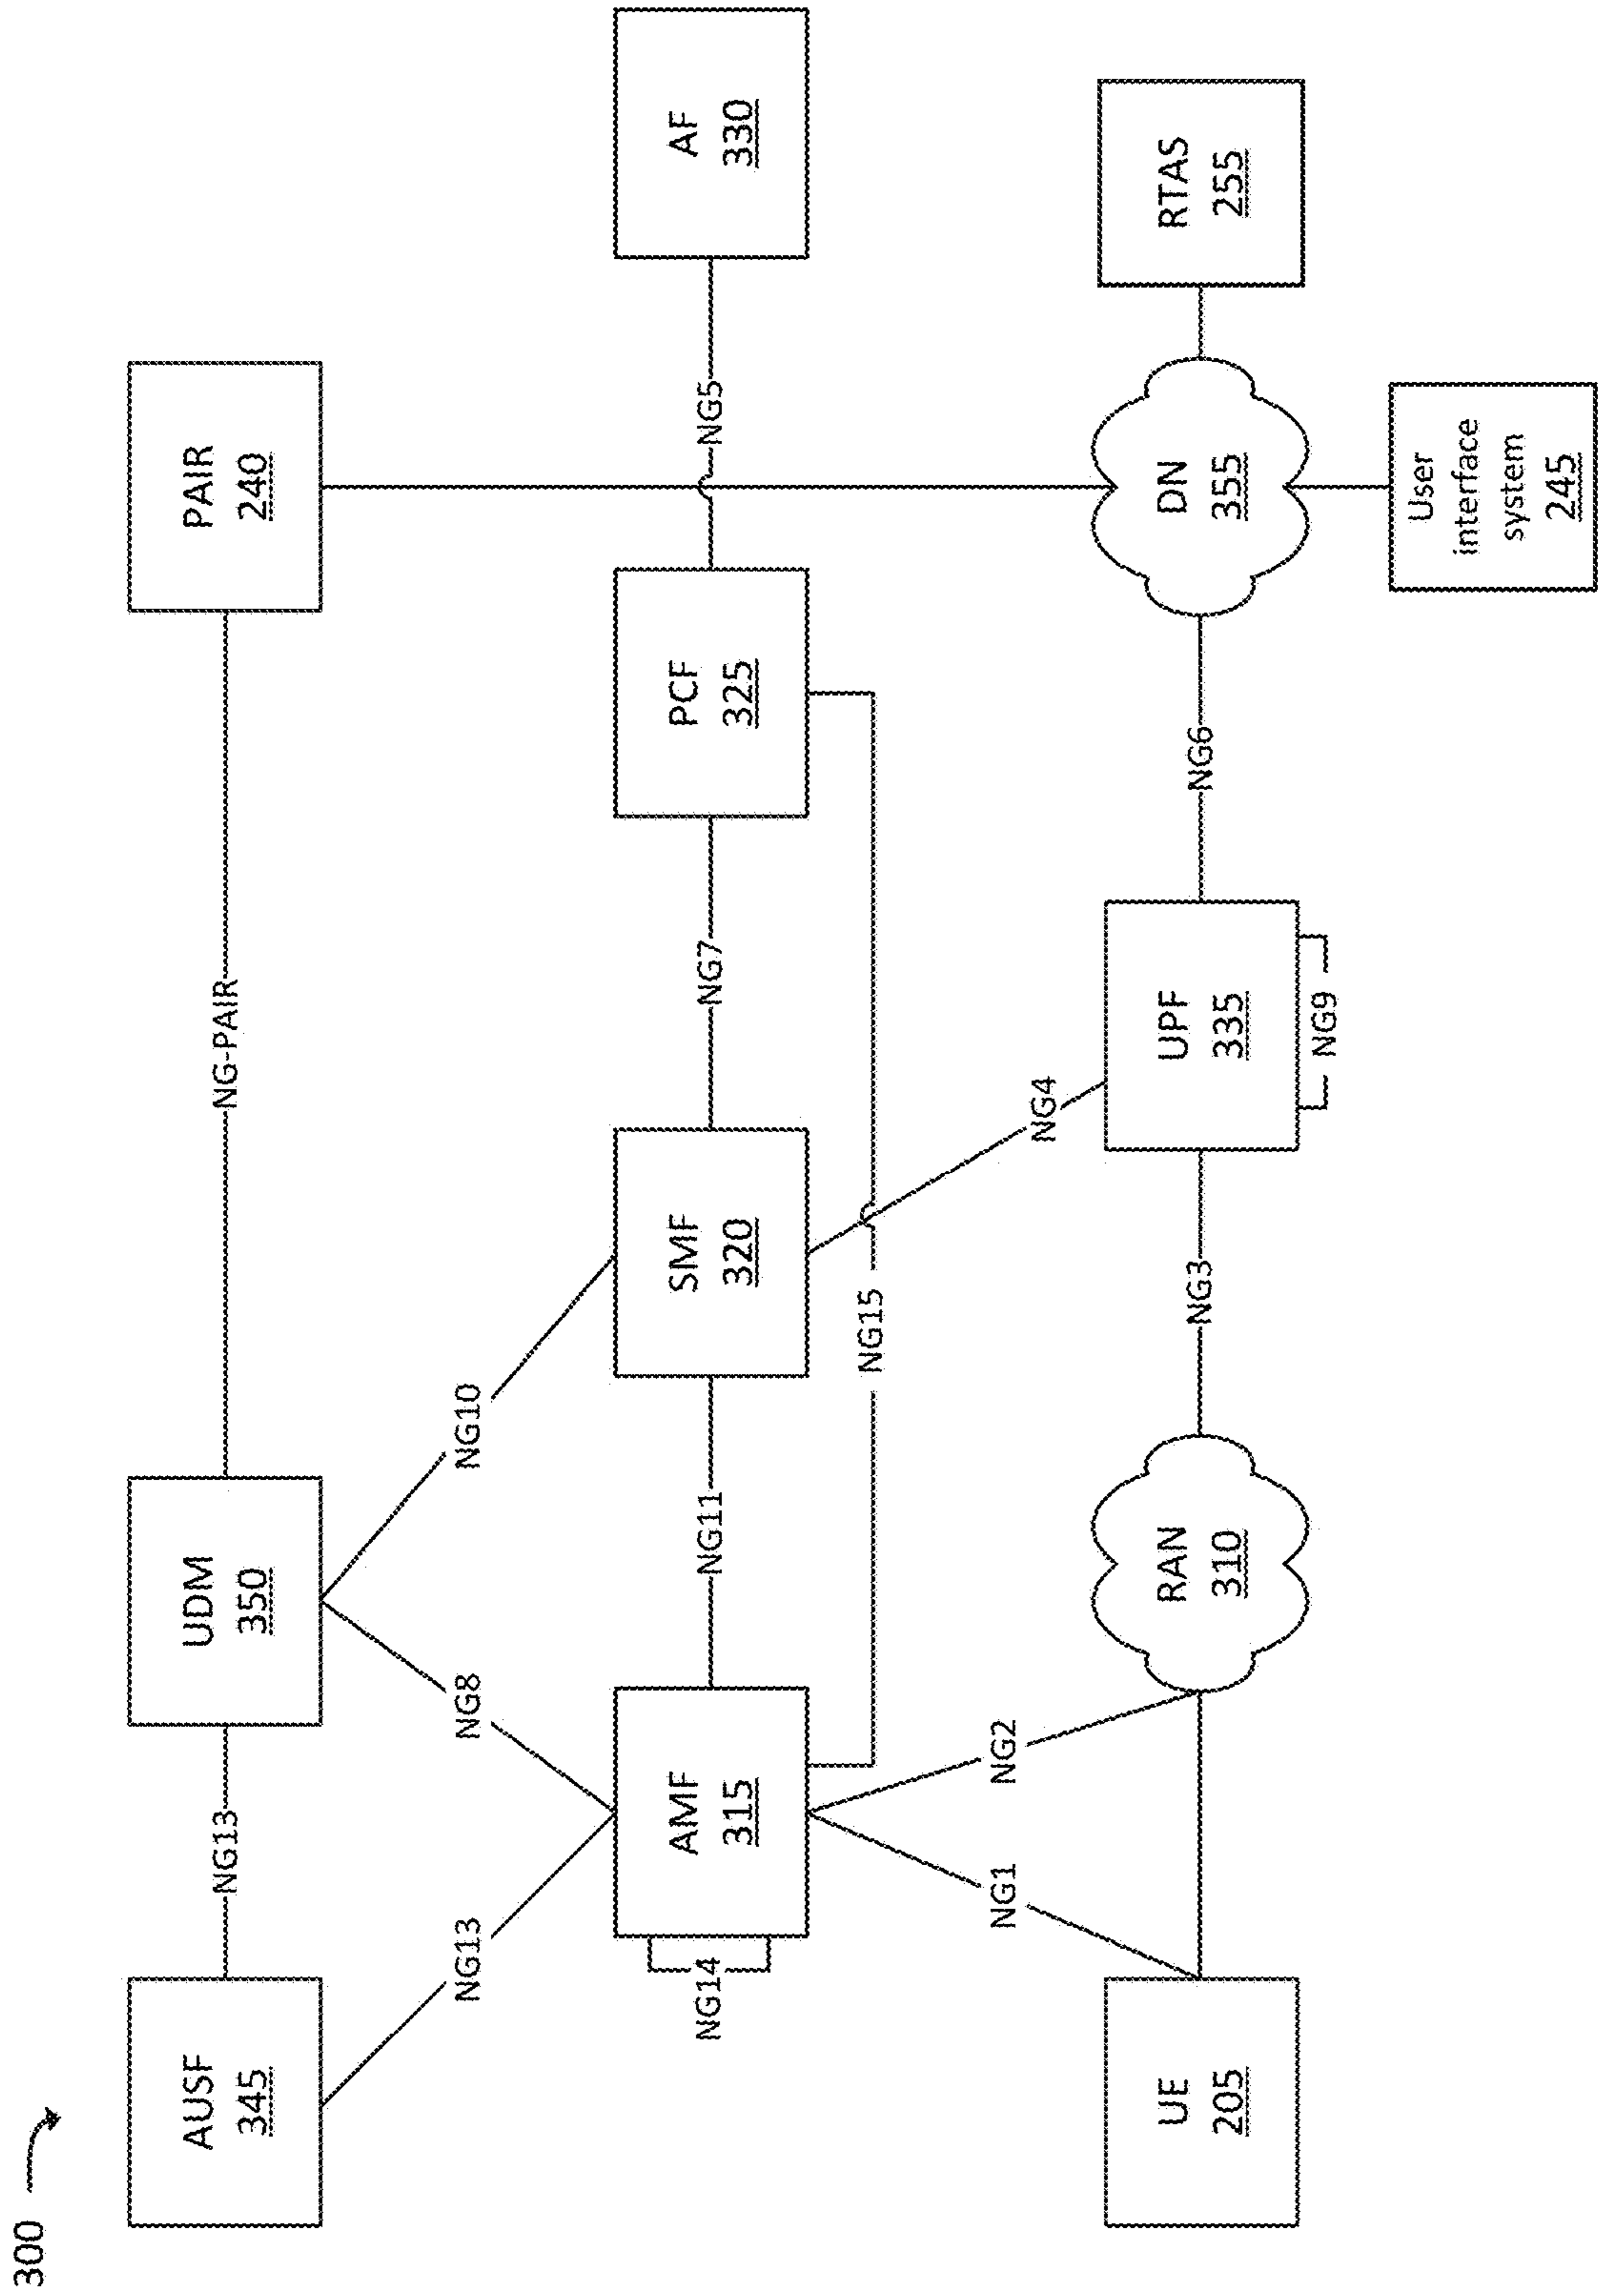 300
AUSF
345
NG13
UDM
350
NG-PAIR
PAIR
240
NG13
NG8
NG10
NG14
AMF
315
NG11
SMF
320
NG7
PCF
325
NG5
AF
330
NG15
NG1
NG2
NG4
UE
205
RAN
310
NG3
UPF
335
NG6
DN
355
RTAS
255
NG9
User
interface
system
245